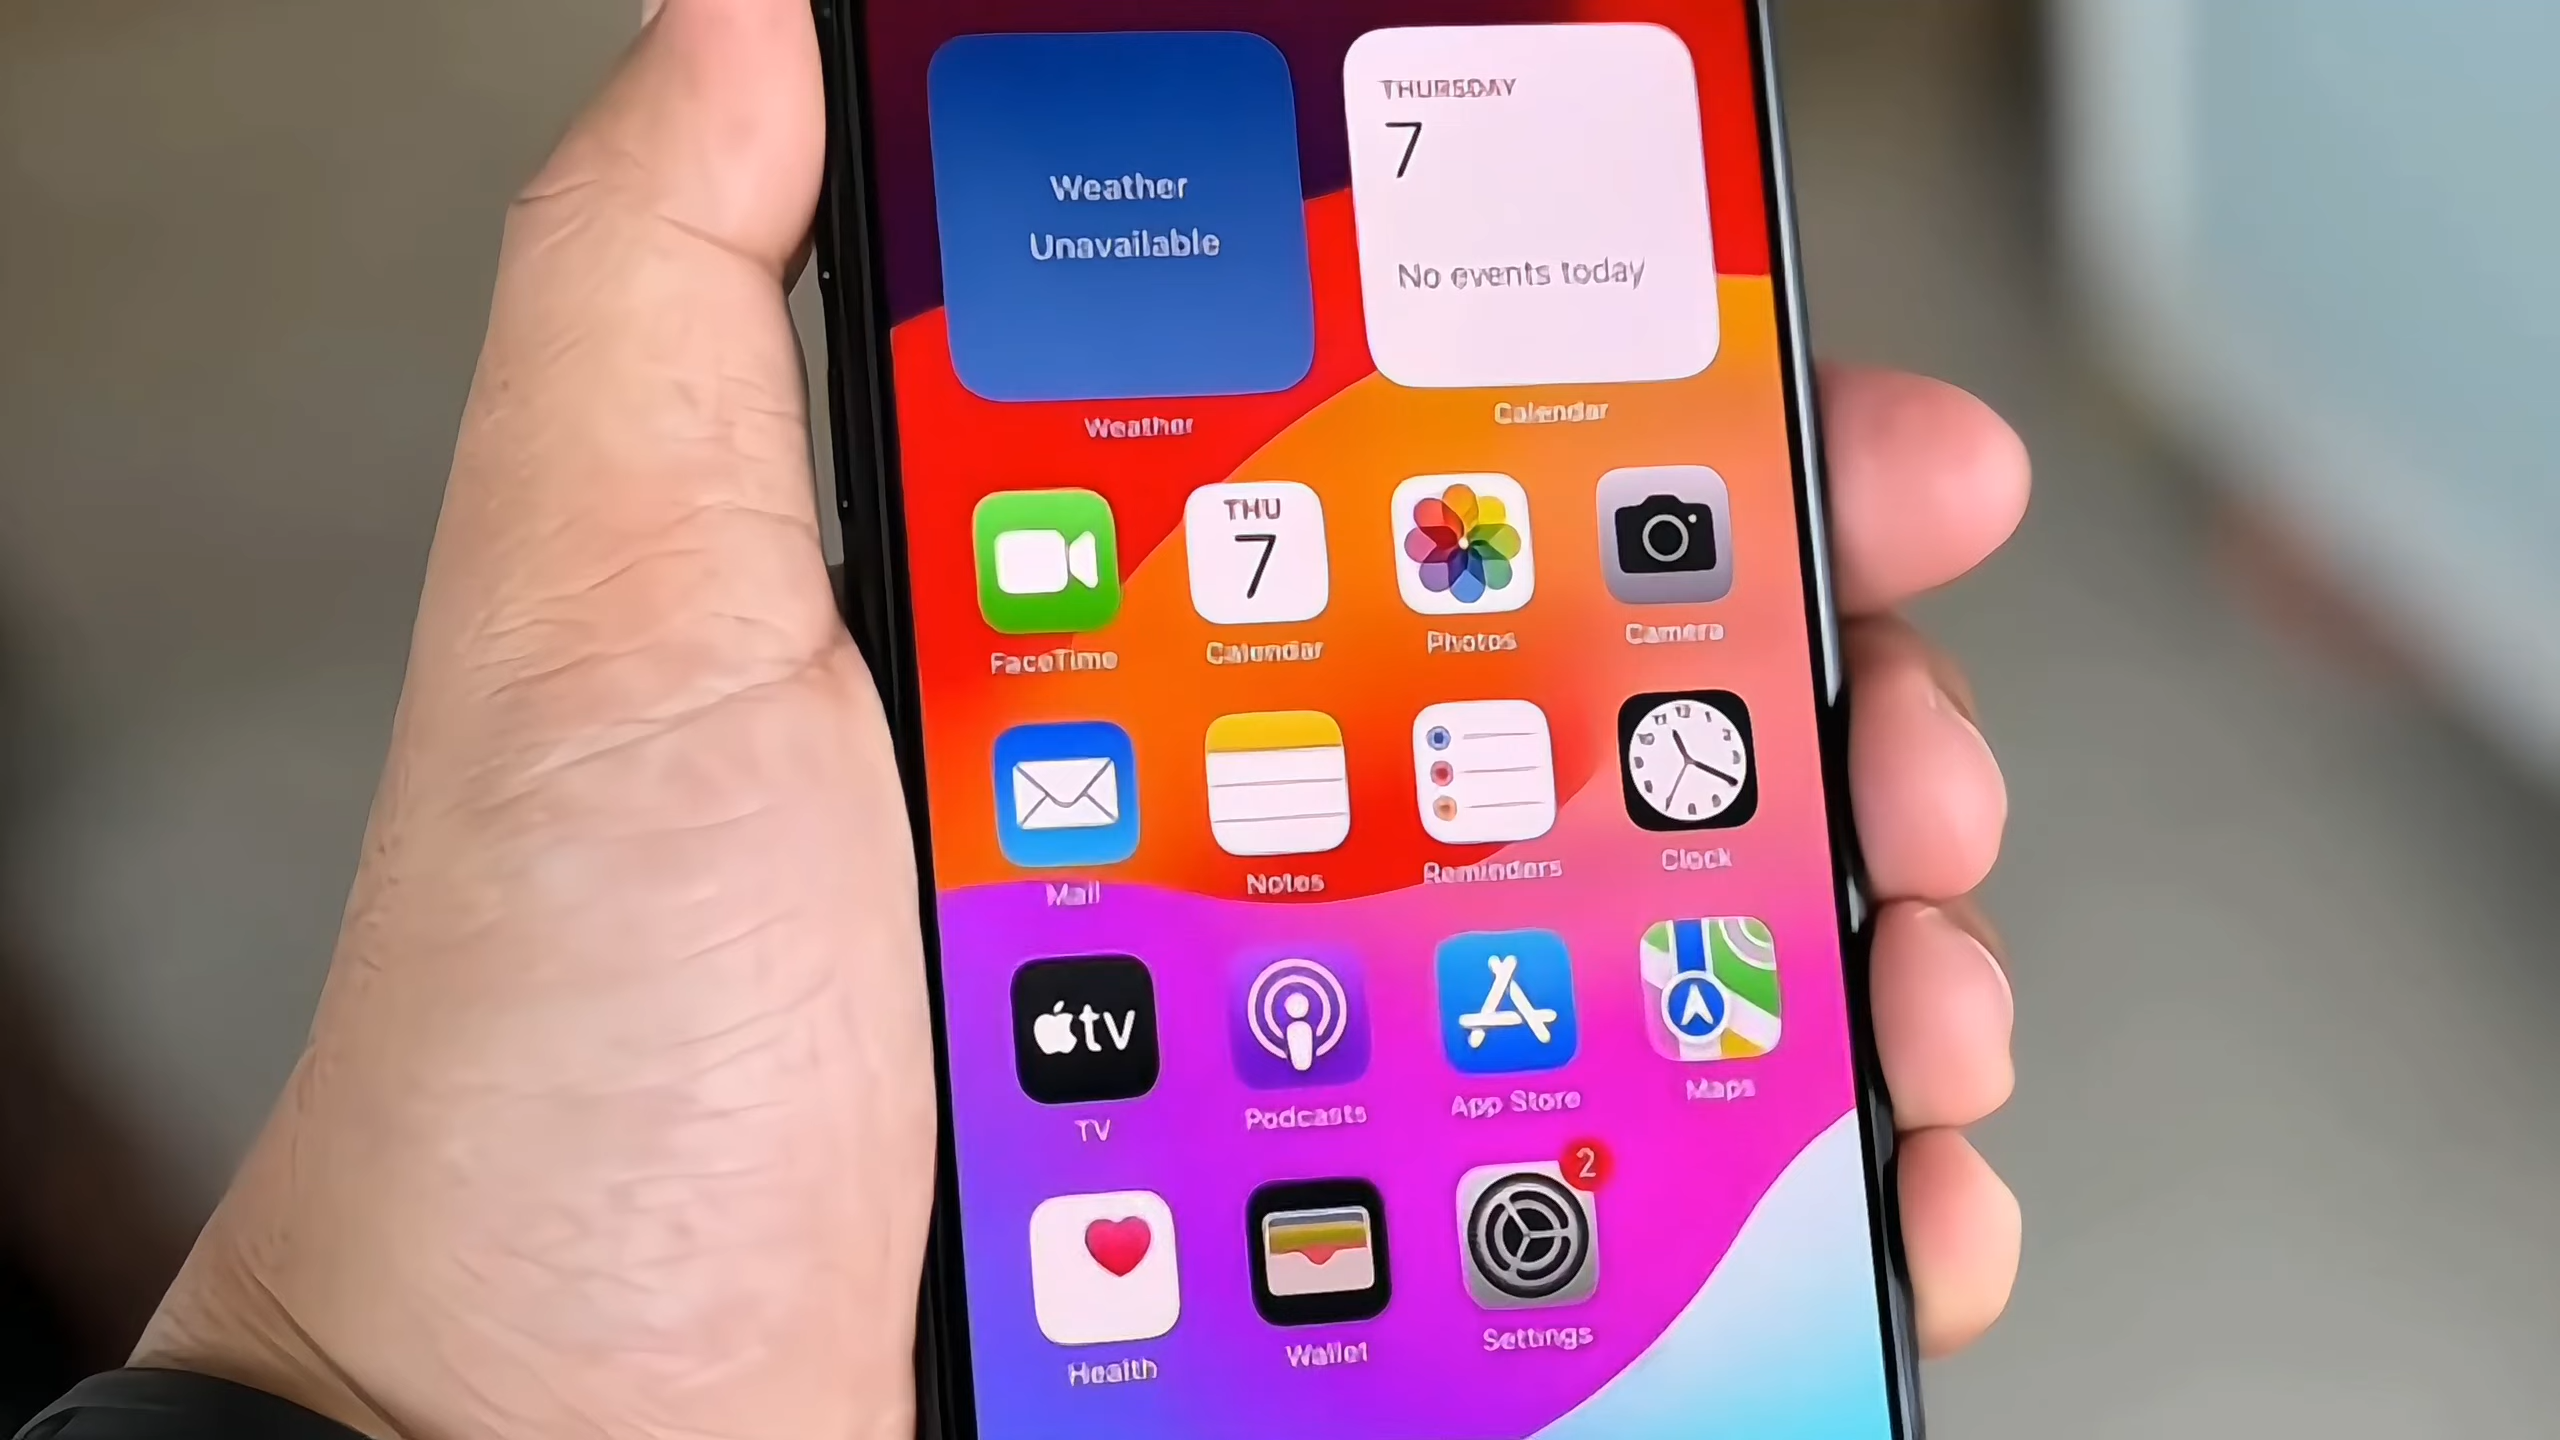 Weather
Unavailable
Weather
THURSDAY
7
No events today
Calendar
FaceTime
THU
7
Calendar
Photos
Camera
Mail
Notes
Reminders
12
Clock
tv
TV
Podcasts
App Store
Maps
Health
Wallet
2
Settings